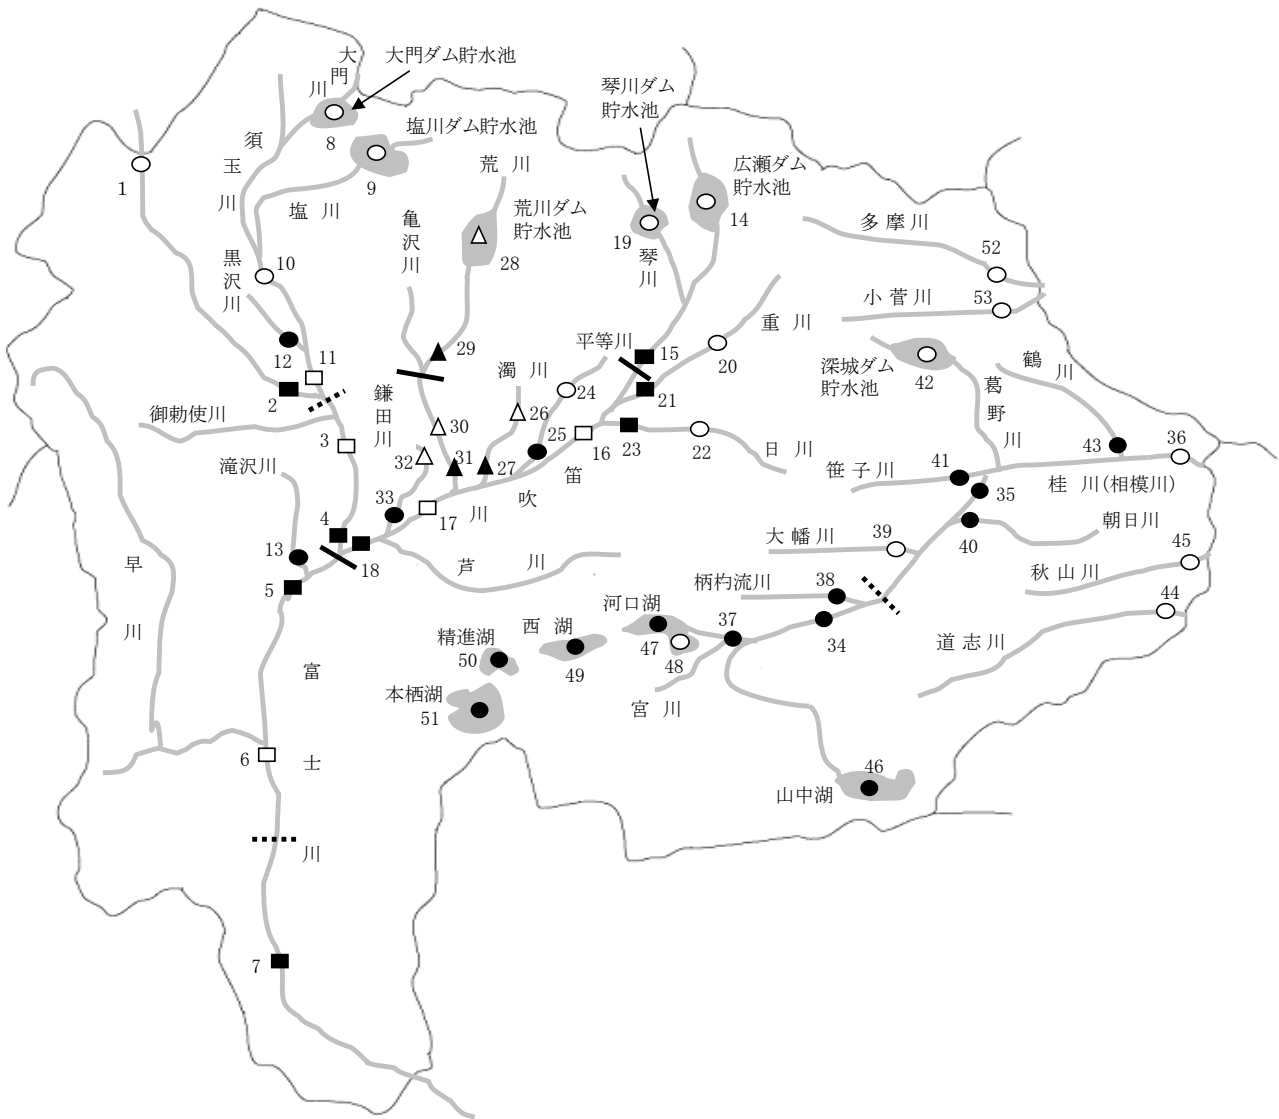 大門川
大門ダム貯水池
8
須玉川
塩川ダム貯水池
9
塩川
1
荒川
荒川ダム
貯水池
28
亀沢川
琴川ダム
貯水池
19
琴川
広瀬ダム
貯水池
14
多摩川
52
小菅川
53
黒沢川
10
12
11
2
御勅使川
3
滝沢川
鎌田川
29
30
31
32
33
濁川
26
27
平等川
24
25
15
21
重川
20
16
23
22
日川
笛吹川
17
4
18
13
5
芦川
深城ダム
貯水池
42
葛野川
鶴川
43
36
笹子川
41
35
桂川(相模川)
大幡川
39
40
朝日川
秋山川
45
44
道志川
柄杓流川
38
34
37
河口湖
47
48
西湖
49
精進湖
50
本栖湖
51
宮川
46
山中湖
早川
富士川
6
7